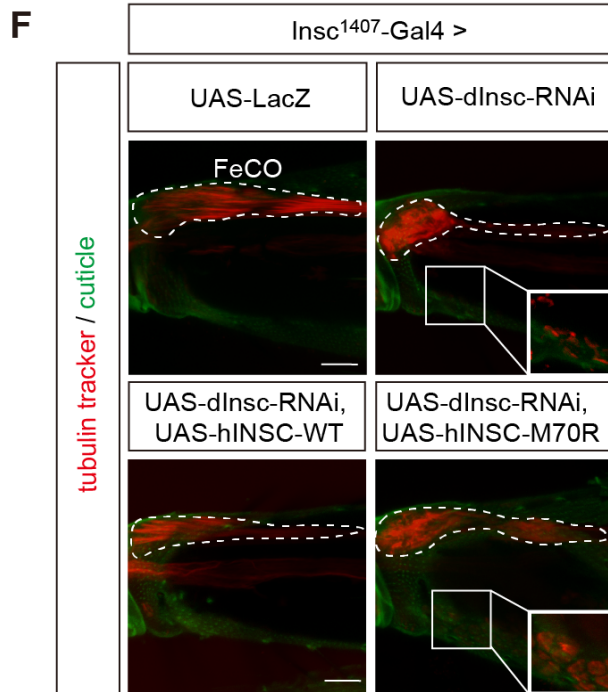 F
Insc¹⁴⁰⁷-Gal4 >
UAS-LacZ
UAS-dInsc-RNAi
FeCO
tubulin tracker / cuticle
UAS-dInsc-RNAi,
UAS-hINSC-WT
UAS-dInsc-RNAi,
UAS-hINSC-M70R